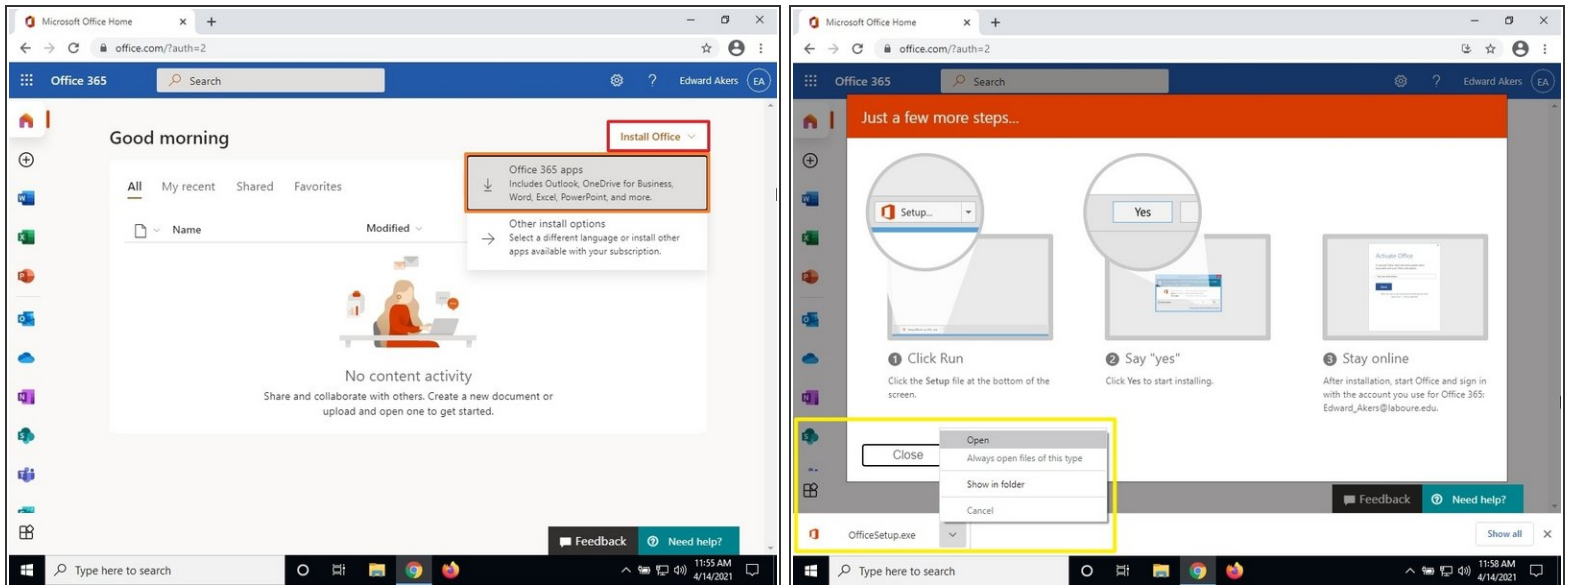 Microsoft Office Home
office.com/?auth=2
Office 365
Search
Edward Akers
EA
Good morning
Install Office
Office 365 apps
Includes Outlook, OneDrive for Business,
Word, Excel, PowerPoint, and more.
Other install options
Select a different language or install other
apps available with your subscription.
All
My recent
Shared
Favorites
Name
Modified
No content activity
Share and collaborate with others. Create a new document or
upload and open one to get started.
Feedback
Need help?
Type here to search
11:55 AM
4/14/2021
Microsoft Office Home
office.com/?auth=2
Office 365
Search
Edward Akers
EA
Just a few more steps...
Setup...
Yes
Activate Office
1 Click Run
Click the Setup file at the bottom of the
screen.
2 Say "yes"
Click Yes to start installing.
3 Stay online
After installation, start Office and sign in
with the account you use for Office 365:
Edward_Akers@laboure.edu.
Close
Open
Always open files of this type
Show in folder
Cancel
Feedback
Need help?
OfficeSetup.exe
Show all
Type here to search
11:58 AM
4/14/2021